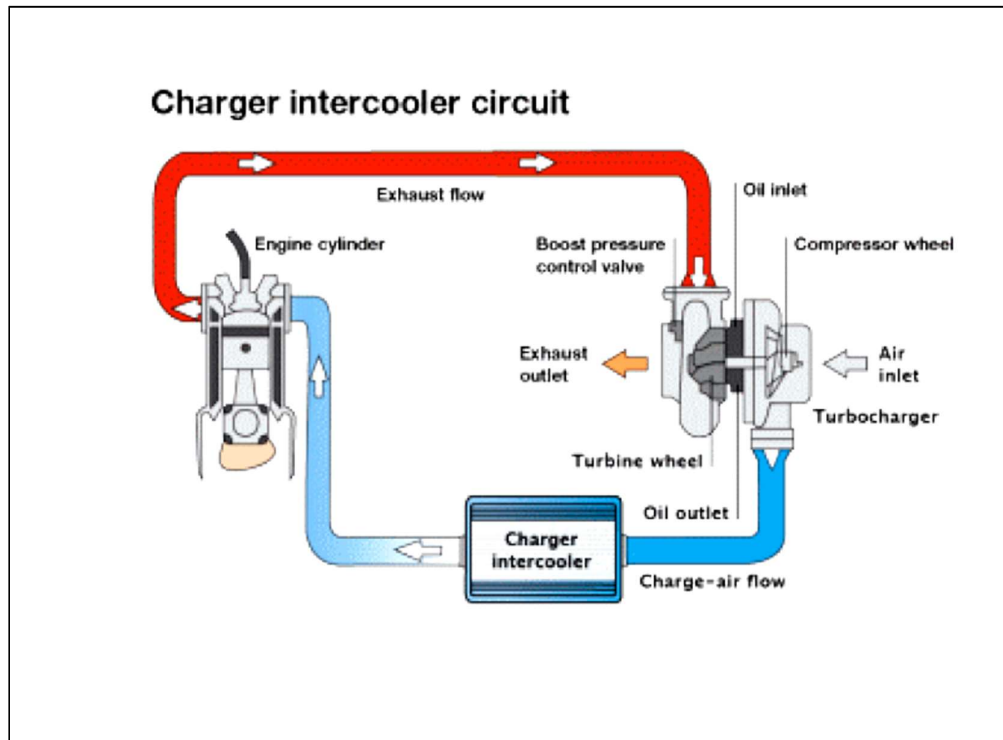 Charger intercooler circuit
Exhaust flow
Oil inlet
Engine cylinder
Boost pressure
control valve
Compressor wheel
Exhaust
outlet
Air
inlet
Turbocharger
Turbine wheel
Oil outlet
Charger
intercooler
Charge-air flow